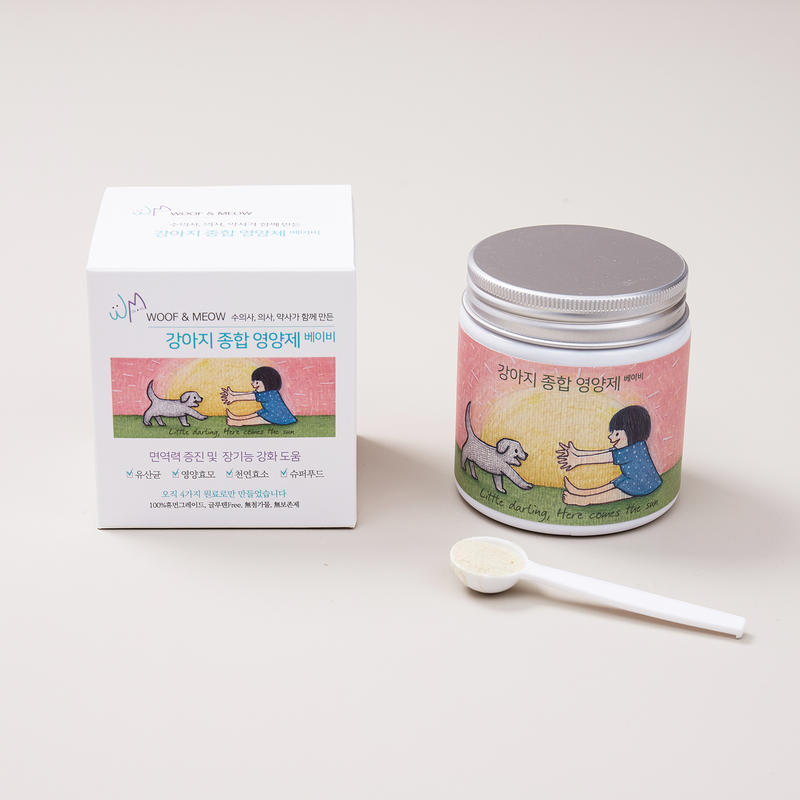 WM WOOF & MEOW
수의사, 의사, 약사가 함께 만든
강아지 종합 영양제 베이비
WM WOOF & MEOW 수의사, 의사, 약사가 함께 만든
강아지 종합 영양제 베이비
Little darling, Here comes the sun
면역력 증진 및 장기능 강화 도움
유산균 영양효모 천연효소 슈퍼푸드
오직 4가지 원료로만 만들었습니다
100%휴먼그레이드, 글루텐Free, 無첨가물, 無보존제
강아지 종합 영양제 베이비
Little darling, Here comes the sun